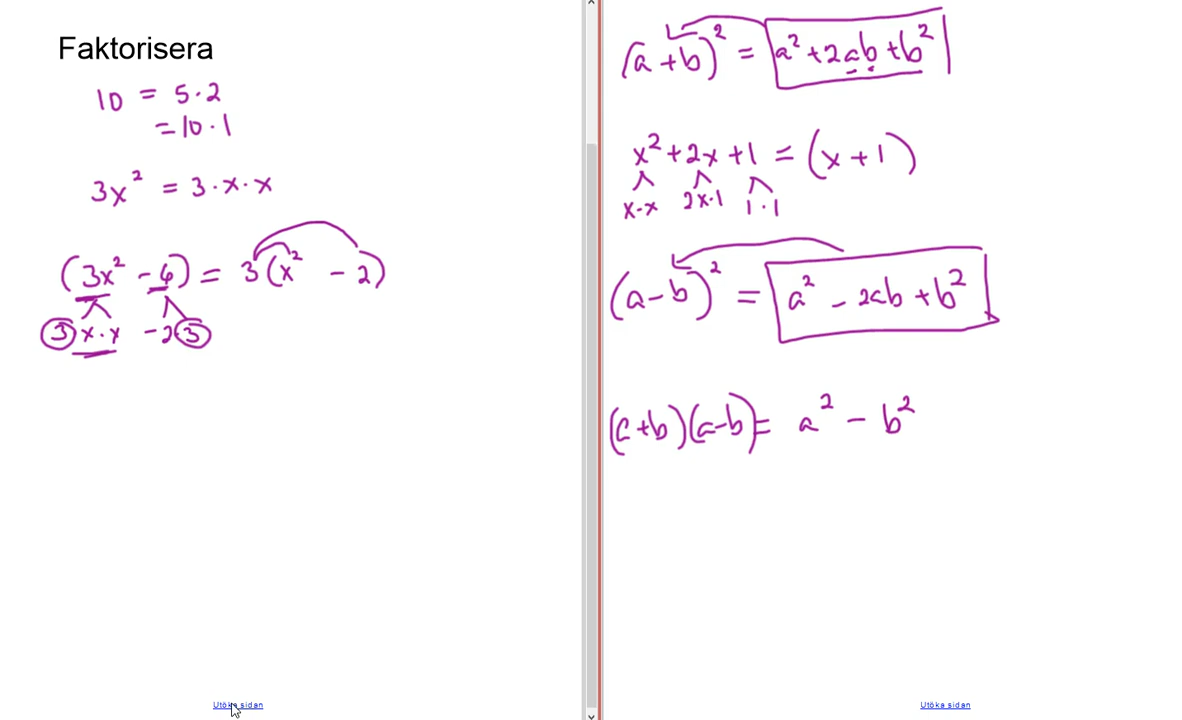 Faktorisera
10 = 5·2
= 10·1
3x² = 3·x·x
(3x² - 6) = 3(x² - 2)
3 x·x -2·3
Utöka sidan
(a+b)² = a² + 2ab + b²
x² + 2x + 1 = (x + 1)
x·x 2x·1 1·1
(a-b)² = a² - 2ab + b²
(a+b)(a-b) = a² - b²
Utöka sidan